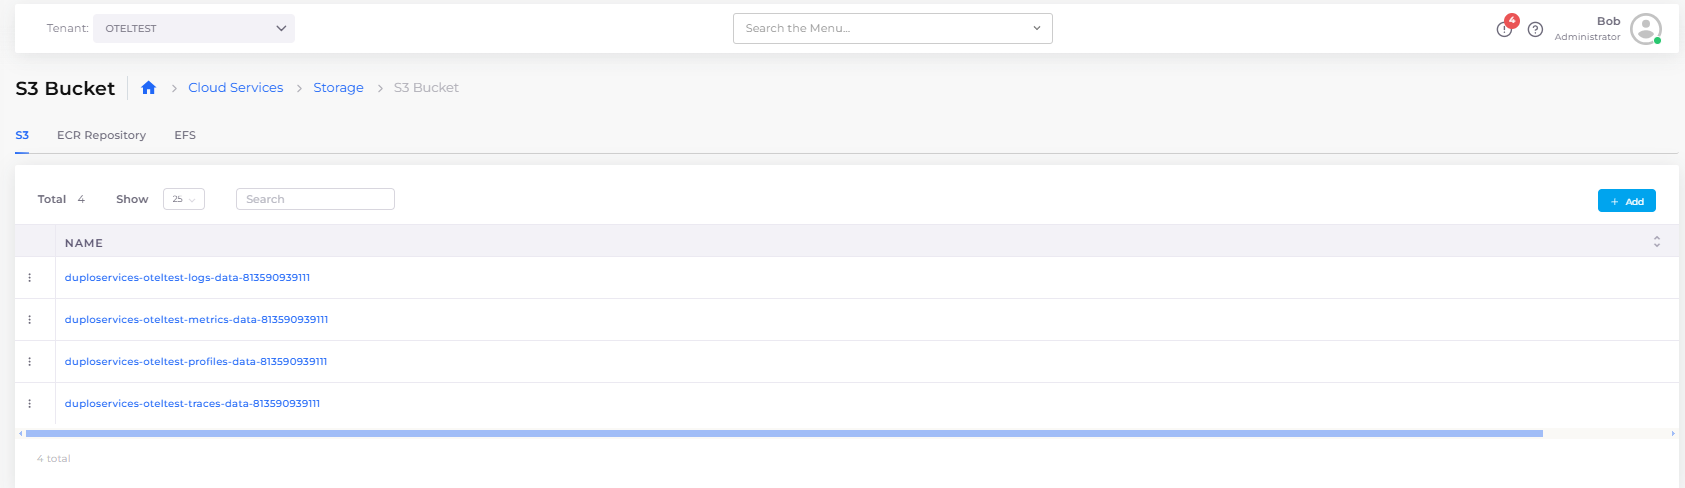 Tenant: OTELTEST Search the Menu... 4 Bob
Administrator
S3 Bucket Cloud Services Storage S3 Bucket
S3 ECR Repository EFS
Total 4 Show 25 Search + Add
NAME
duploservices-oteltest-logs-data-813590939111
duploservices-oteltest-metrics-data-813590939111
duploservices-oteltest-profiles-data-813590939111
duploservices-oteltest-traces-data-813590939111
4 total